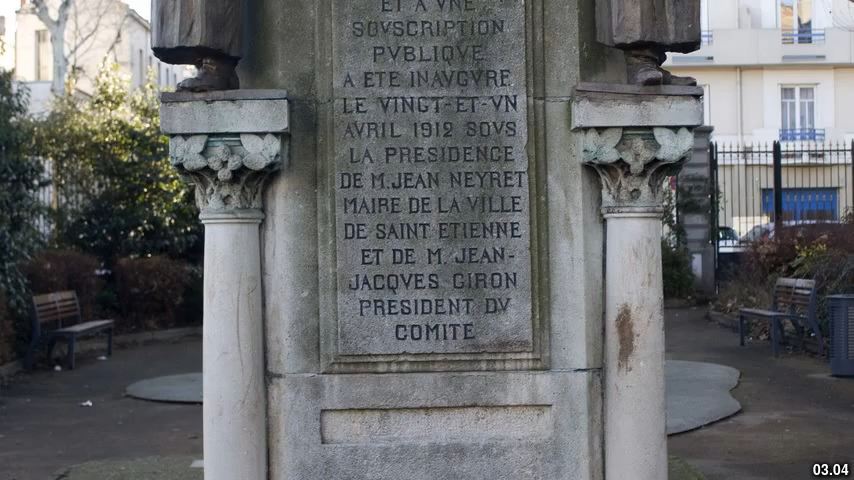 ET A VNE
SOVSCRIPTION
PVBLIQVE
A ETE INAVGVRE
LE VINGT-ET-VN
AVRIL 1912 SOVS
LA PRESIDENCE
DE M.JEAN NEYRET
MAIRE DE LA VILLE
DE SAINT ETIENNE
ET DE M. JEAN-
JACQVES GIRON
PRESIDENT DV
COMITE
03.04